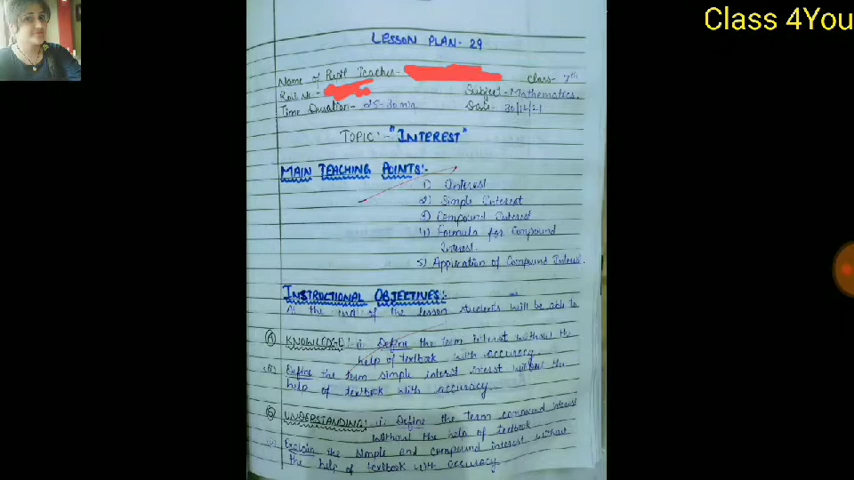 Class 4You
LESSON PLAN- 29
Name of Pupil Teacher- Class- 7th
Roll No - Subject-Mathematics.
Time Duration- 25-30min Date- 30/12/21
TOPIC:- "INTEREST"
MAIN TEACHING POINTS:-
1) Interest
2) Simple Interest
3) Compound Interest
4) Formula for Compound
Interest.
5) Application of Compound Interest.
INSTRUCTIONAL OBJECTIVES:-
At the end of the lesson students will be able to
(A) KNOWLEDGE:- i. Define the term interest without the
help of textbook with accuracy.
ii) Define the term simple interst interest without the
help of textbook with accuracy.
UNDERSTANDING: i. Define the term compound interest
without the help of textbook
Explain the simple and compound interest without
the help of textbook with accuracy